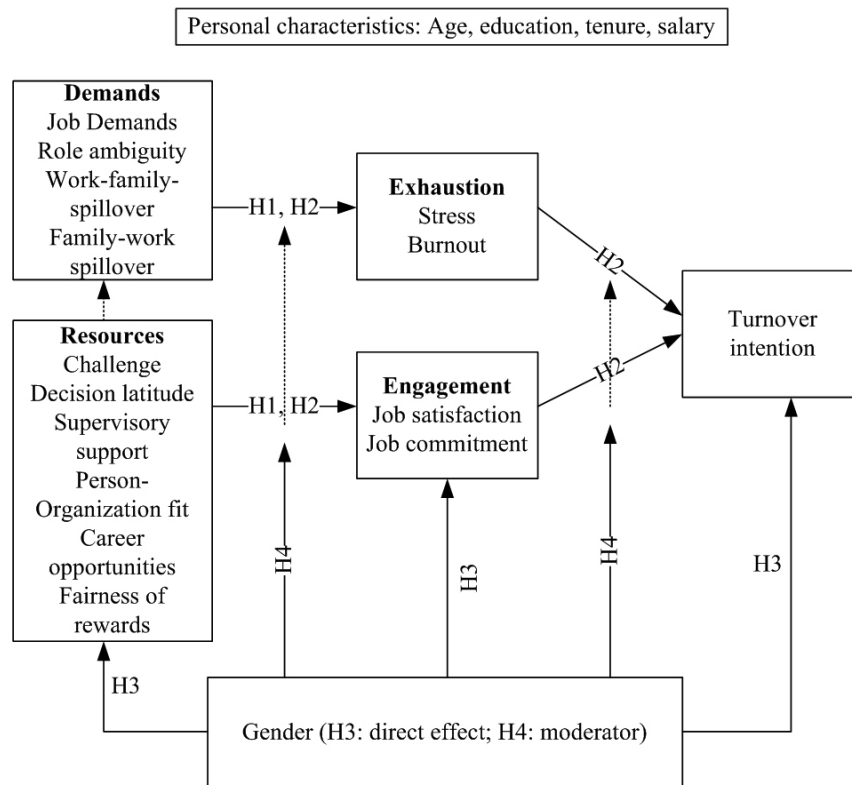 Personal characteristics: Age, education, tenure, salary
Demands
Job Demands
Role ambiguity
Work-family-
spillover
Family-work
spillover
H1, H2
Exhaustion
Stress
Burnout
H2
Turnover
intention
Resources
Challenge
Decision latitude
Supervisory
support
Person-
Organization fit
Career
opportunities
Fairness of
rewards
H1, H2
Engagement
Job satisfaction
Job commitment
H2
H4
H3
H4
H3
H3
Gender (H3: direct effect; H4: moderator)